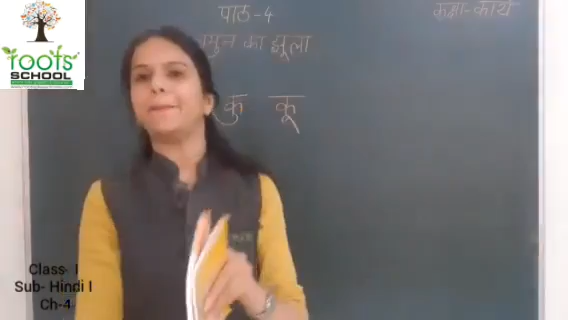 पाठ - 4
कक्षा-कार्य
का झूला
कु कू
roots
SCHOOL
Class- I
Sub- Hindi I
Ch-4